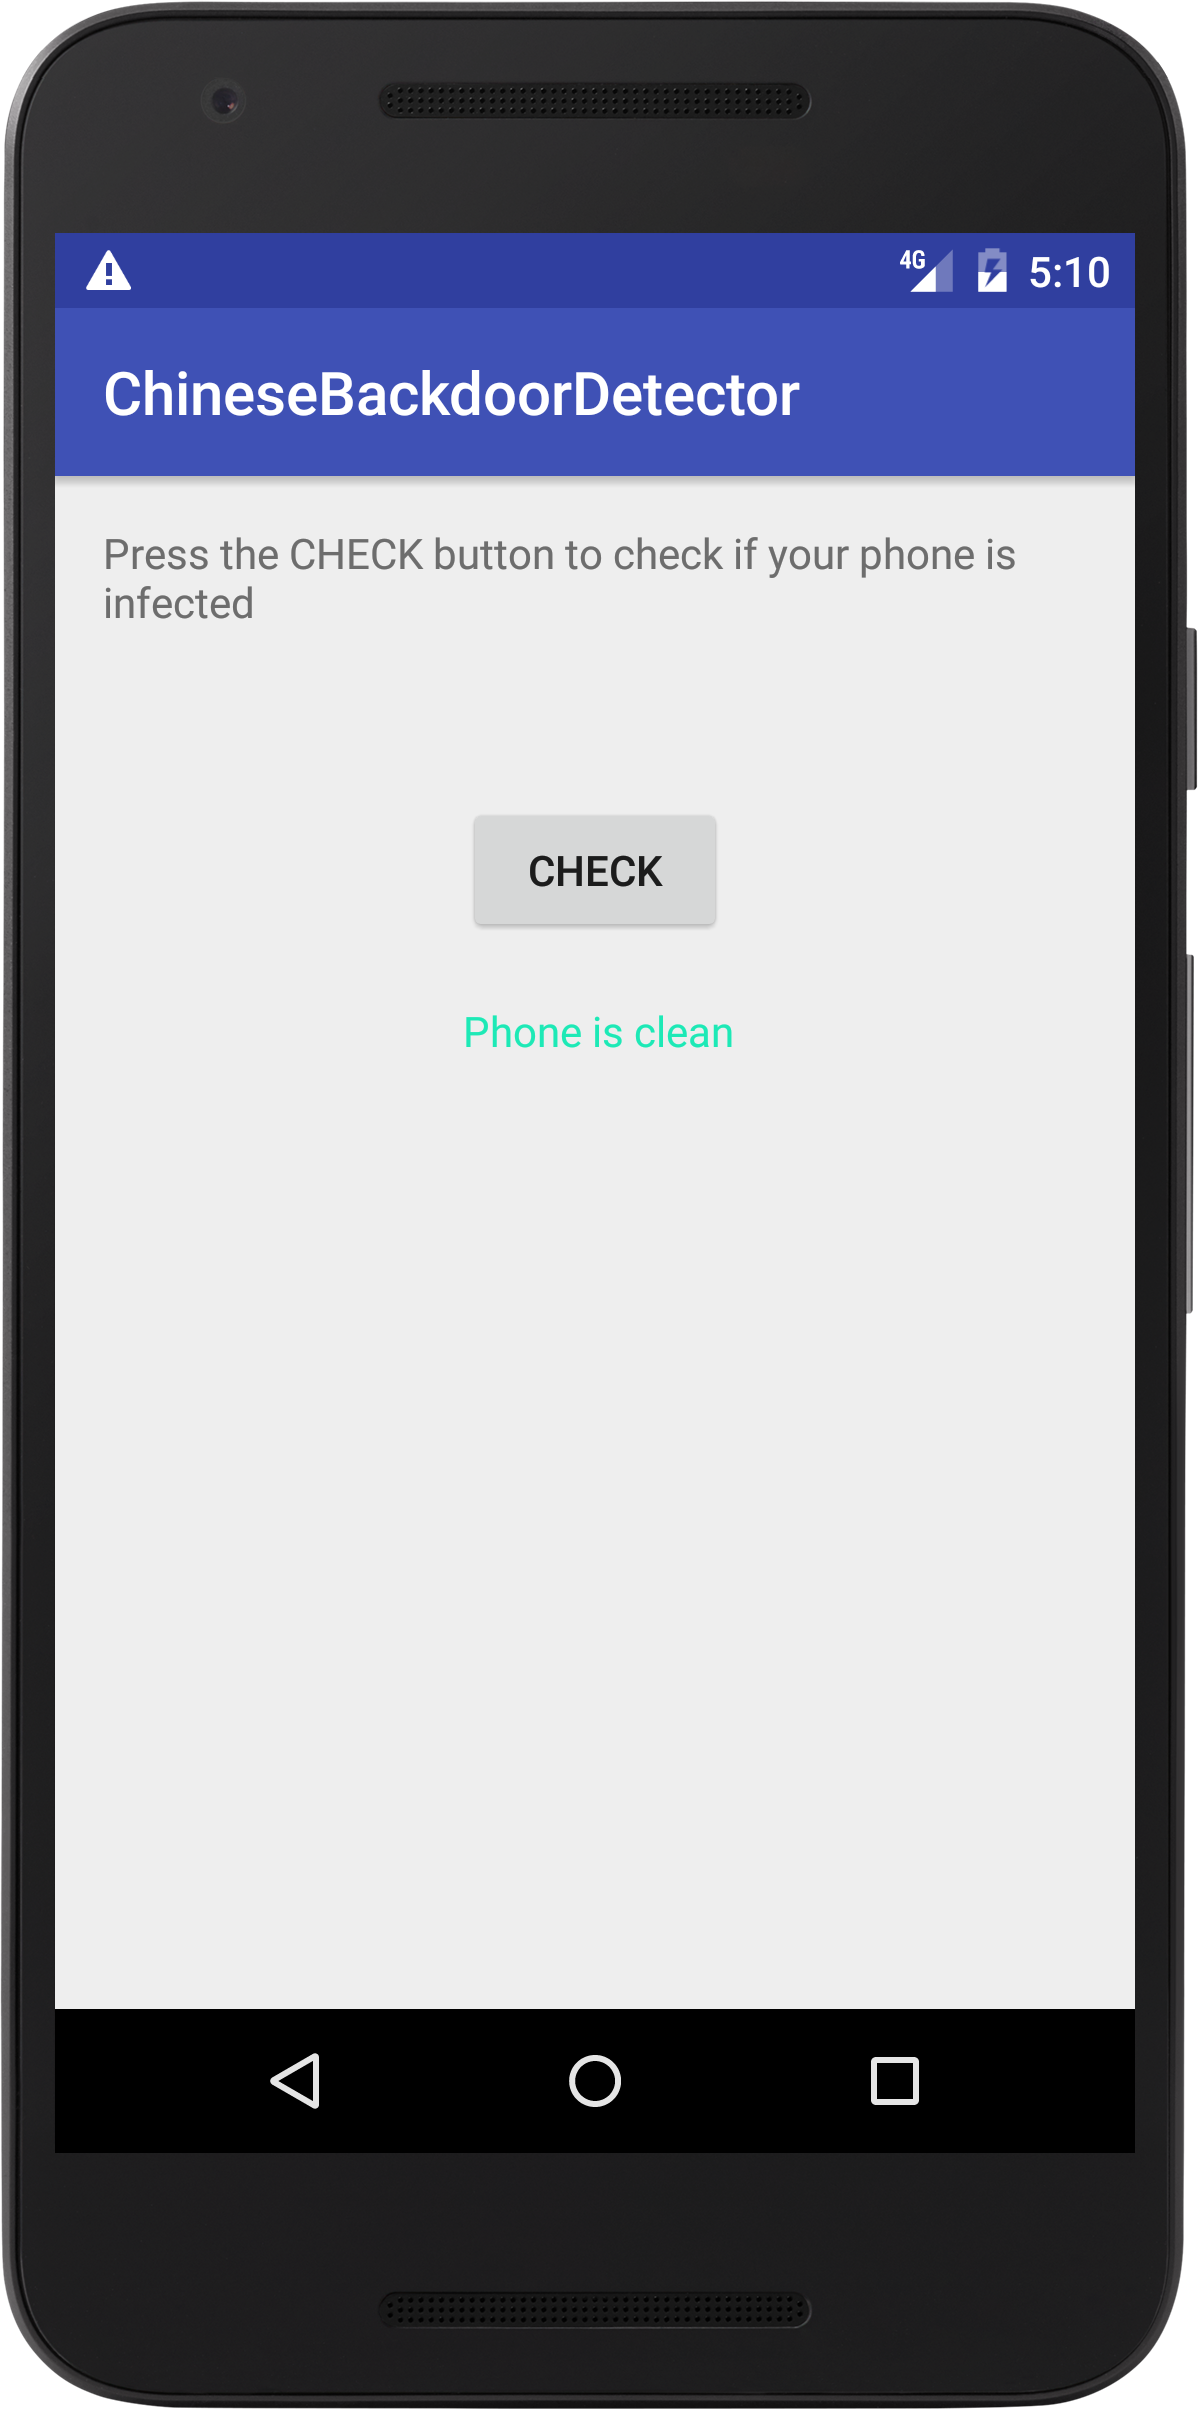 4G 5:10
ChineseBackdoorDetector
Press the CHECK button to check if your phone is
infected
CHECK
Phone is clean